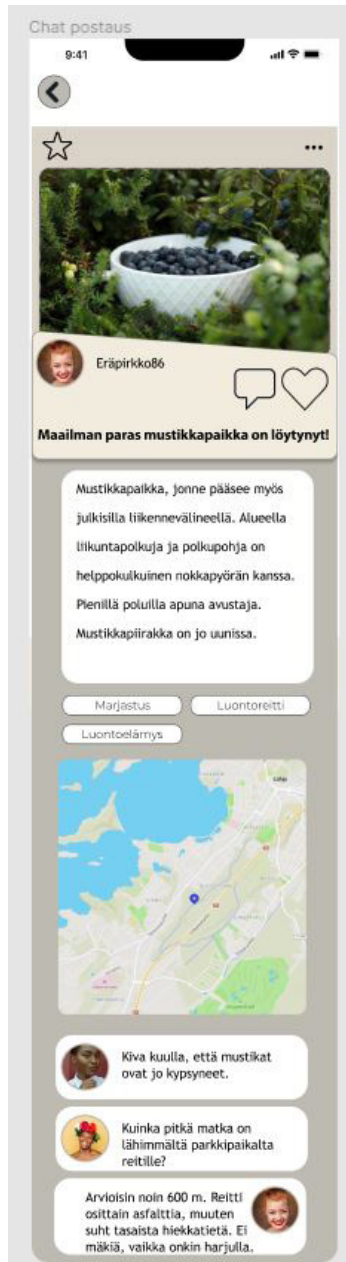 Chat postaus
9:41
Eräpirkko86
Maailman paras mustikkapaikka on löytynyt!
Mustikkapaikka, jonne pääsee myös
julkisilla liikennevälineellä. Alueella
liikuntapolkuja ja polkupohja on
helppokulkuinen nokkapyörän kanssa.
Pienillä poluilla apuna avustaja.
Mustikkapiirakka on jo uunissa.
Marjastus
Luontoreitti
Luontoelämys
Lohja
Kiva kuulla, että mustikat
ovat jo kypsyneet.
Kuinka pitkä matka on
lähimmältä parkkipaikalta
reitille?
Arvioisin noin 600 m. Reitti
osittain asfalttia, muuten
suht tasaista hiekkatietä. Ei
mäkiä, vaikka onkin harjulla.